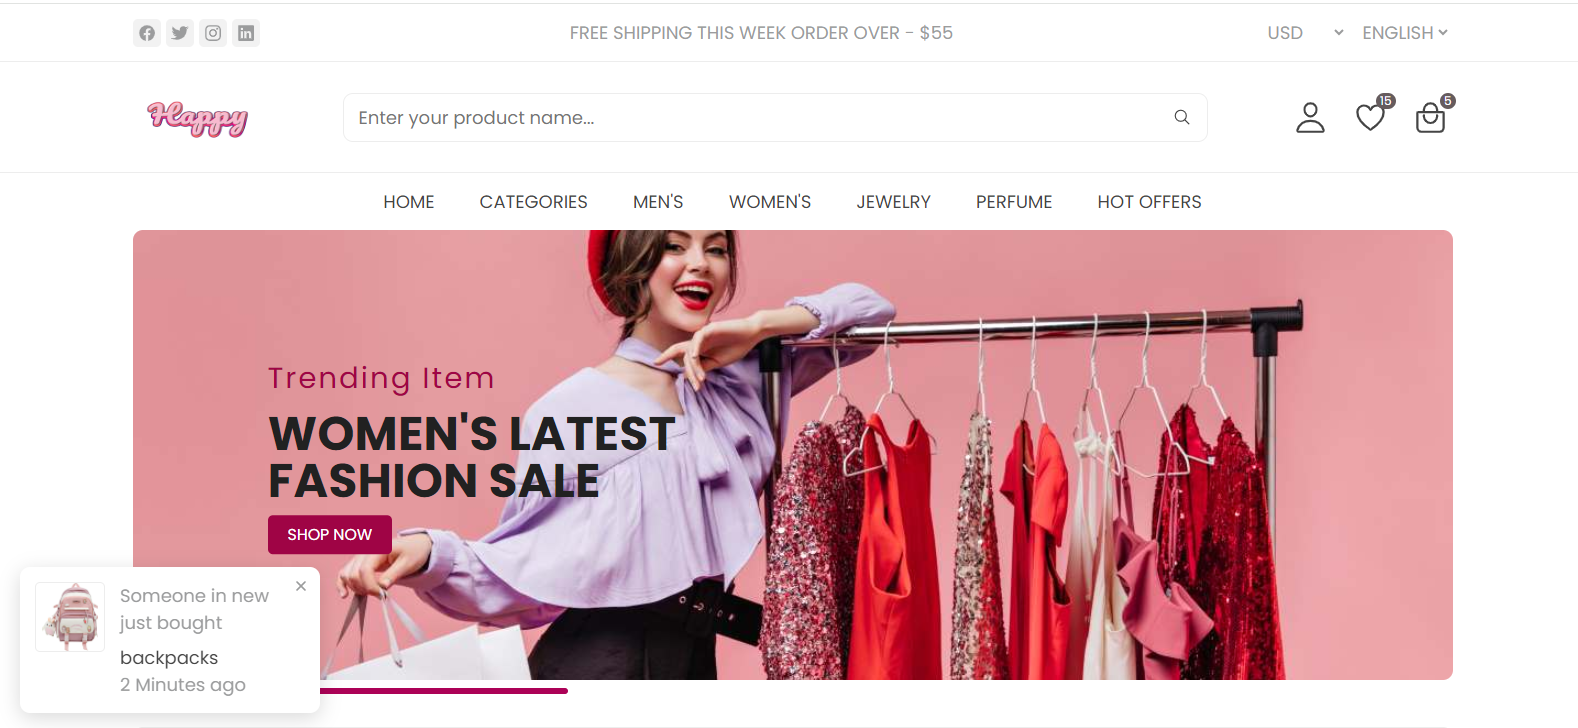 FREE SHIPPING THIS WEEK ORDER OVER - $55
USD
ENGLISH
Happy
Enter your product name...
15
5
HOME
CATEGORIES
MEN'S
WOMEN'S
JEWELRY
PERFUME
HOT OFFERS
Trending Item
WOMEN'S LATEST
FASHION SALE
SHOP NOW
Someone in new
just bought
backpacks
2 Minutes ago